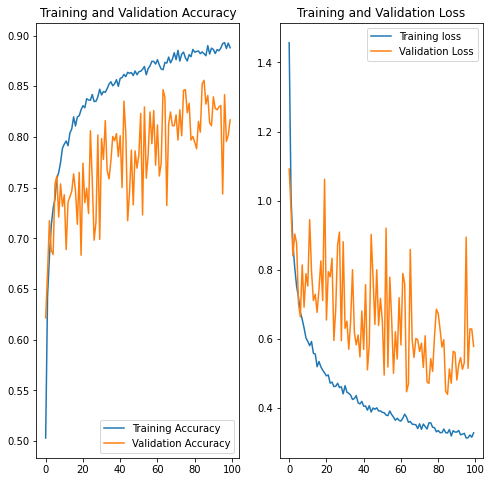 Training and Validation Accuracy
0.90
0.85
0.80
0.75
0.70
0.65
0.60
0.55
0.50
Training Accuracy
Validation Accuracy
0 20 40 60 80 100
Training and Validation Loss
Training loss
Validation Loss
1.4
1.2
1.0
0.8
0.6
0.4
0 20 40 60 80 100